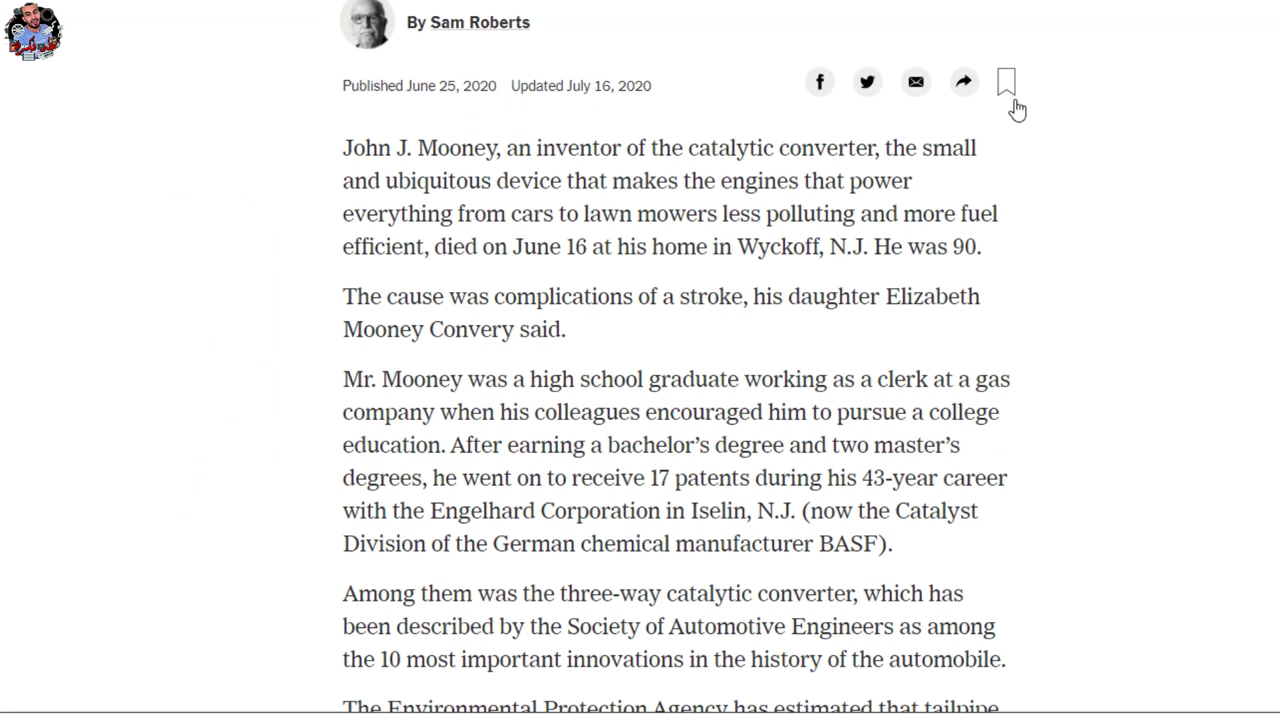 By Sam Roberts
Published June 25, 2020 Updated July 16, 2020
John J. Mooney, an inventor of the catalytic converter, the small
and ubiquitous device that makes the engines that power
everything from cars to lawn mowers less polluting and more fuel
efficient, died on June 16 at his home in Wyckoff, N.J. He was 90.
The cause was complications of a stroke, his daughter Elizabeth
Mooney Convery said.
Mr. Mooney was a high school graduate working as a clerk at a gas
company when his colleagues encouraged him to pursue a college
education. After earning a bachelor’s degree and two master’s
degrees, he went on to receive 17 patents during his 43-year career
with the Engelhard Corporation in Iselin, N.J. (now the Catalyst
Division of the German chemical manufacturer BASF).
Among them was the three-way catalytic converter, which has
been described by the Society of Automotive Engineers as among
the 10 most important innovations in the history of the automobile.
The Environmental Protection Agency has estimated that tailpipe